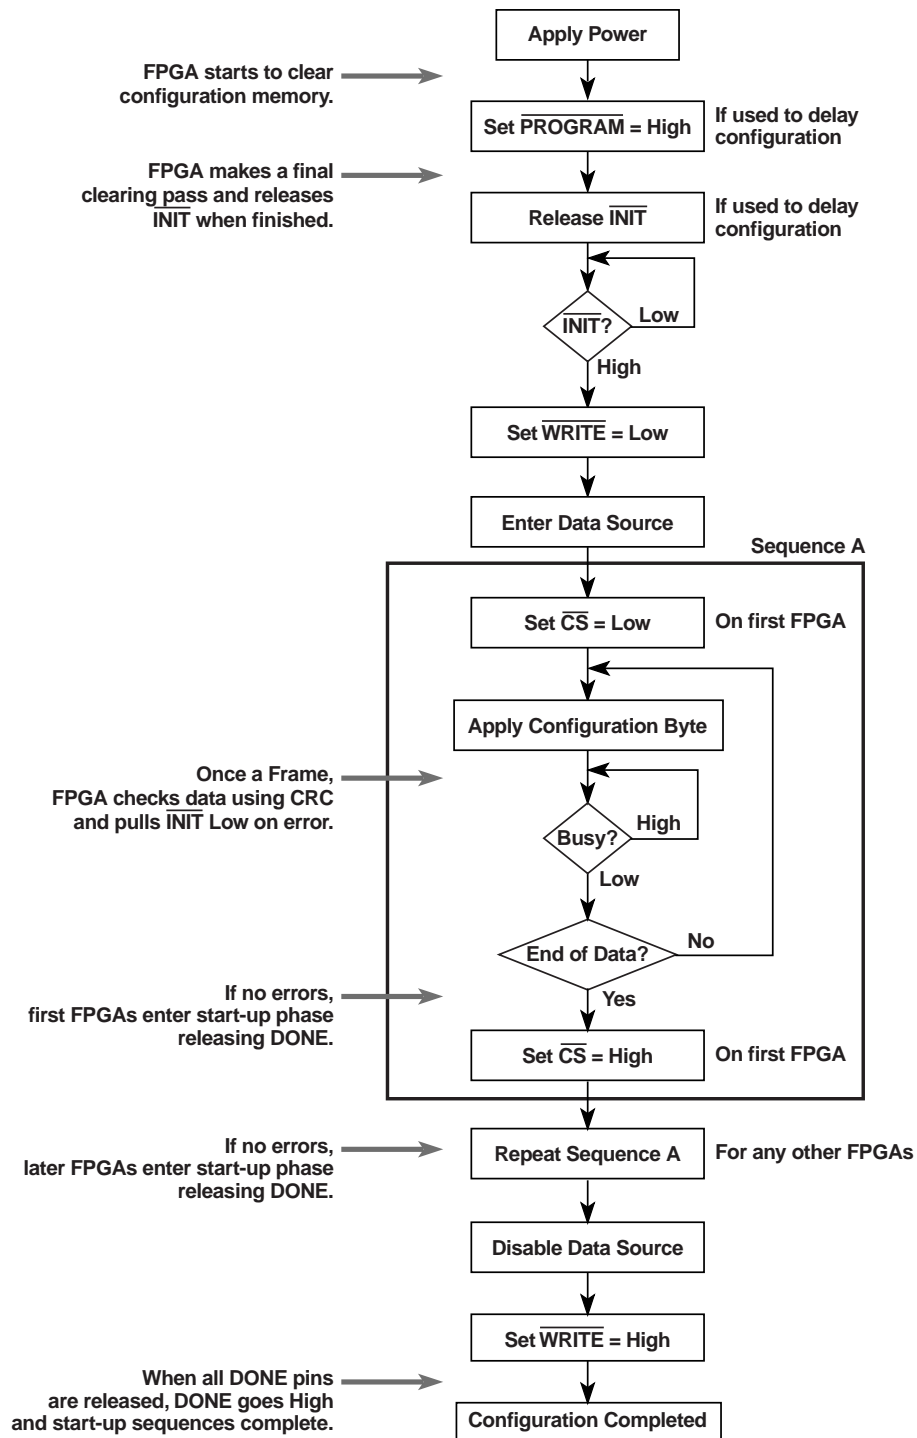 Apply Power
FPGA starts to clear
configuration memory.
Set PROGRAM = High
If used to delay
configuration
FPGA makes a final
clearing pass and releases
INIT when finished.
Release INIT
If used to delay
configuration
INIT?
Low
High
Set WRITE = Low
Enter Data Source
Sequence A
Set CS = Low
On first FPGA
Apply Configuration Byte
Once a Frame,
FPGA checks data using CRC
and pulls INIT Low on error.
Busy?
High
Low
End of Data?
No
Yes
If no errors,
first FPGAs enter start-up phase
releasing DONE.
Set CS = High
On first FPGA
If no errors,
later FPGAs enter start-up phase
releasing DONE.
Repeat Sequence A
For any other FPGAs
Disable Data Source
Set WRITE = High
When all DONE pins
are released, DONE goes High
and start-up sequences complete.
Configuration Completed